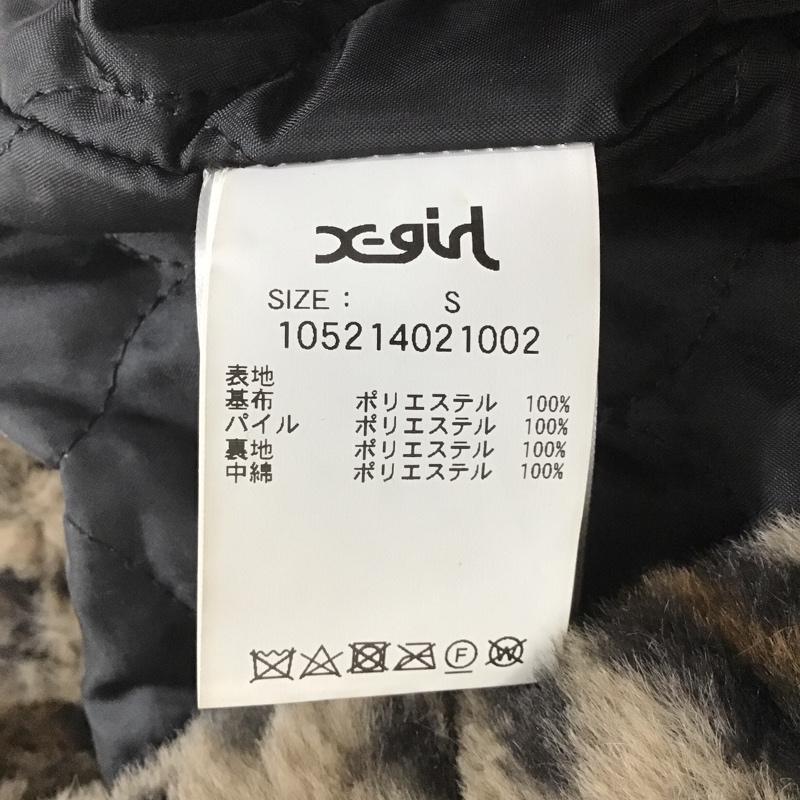 X-girl
SIZE : S
105214021002
表地
基布 ポリエステル 100%
パイル ポリエステル 100%
裏地 ポリエステル 100%
中綿 ポリエステル 100%
F W